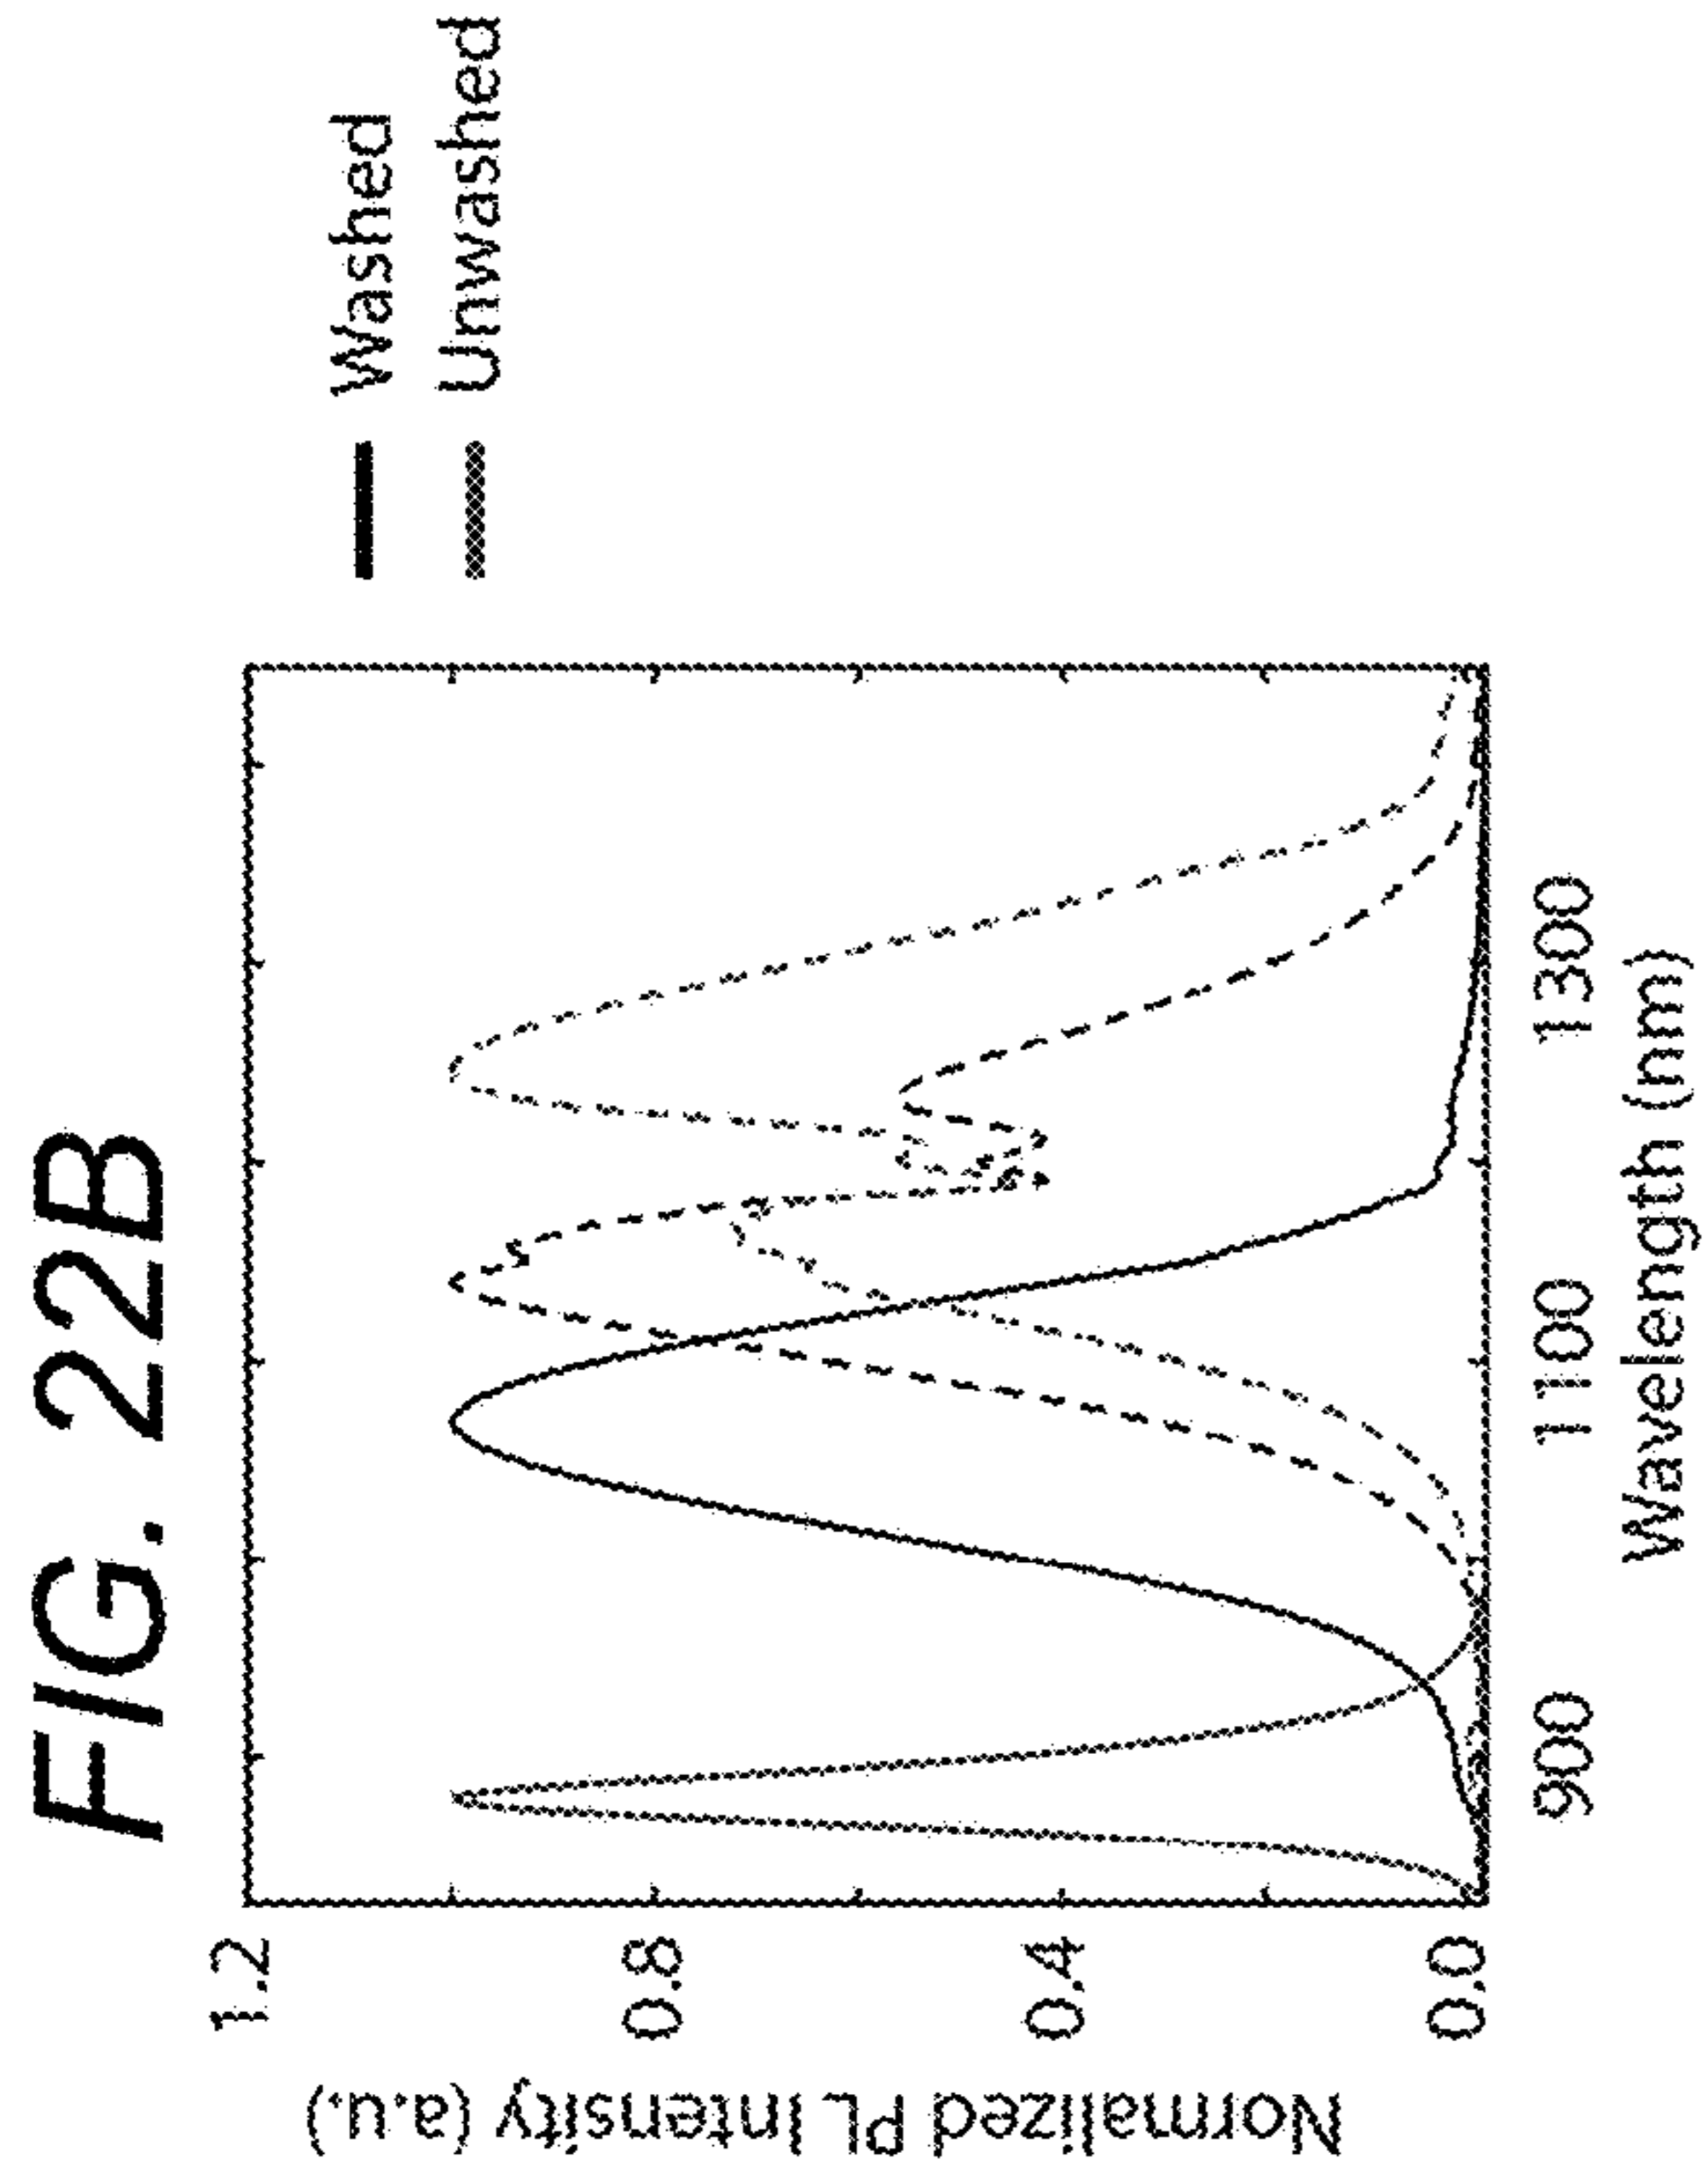 FIG. 22B
Washed
Unwashed
Normalized PL Intensity (a.u.)
1.2
0.8
0.4
0.0
900
1100
1300
Wavelength (nm)